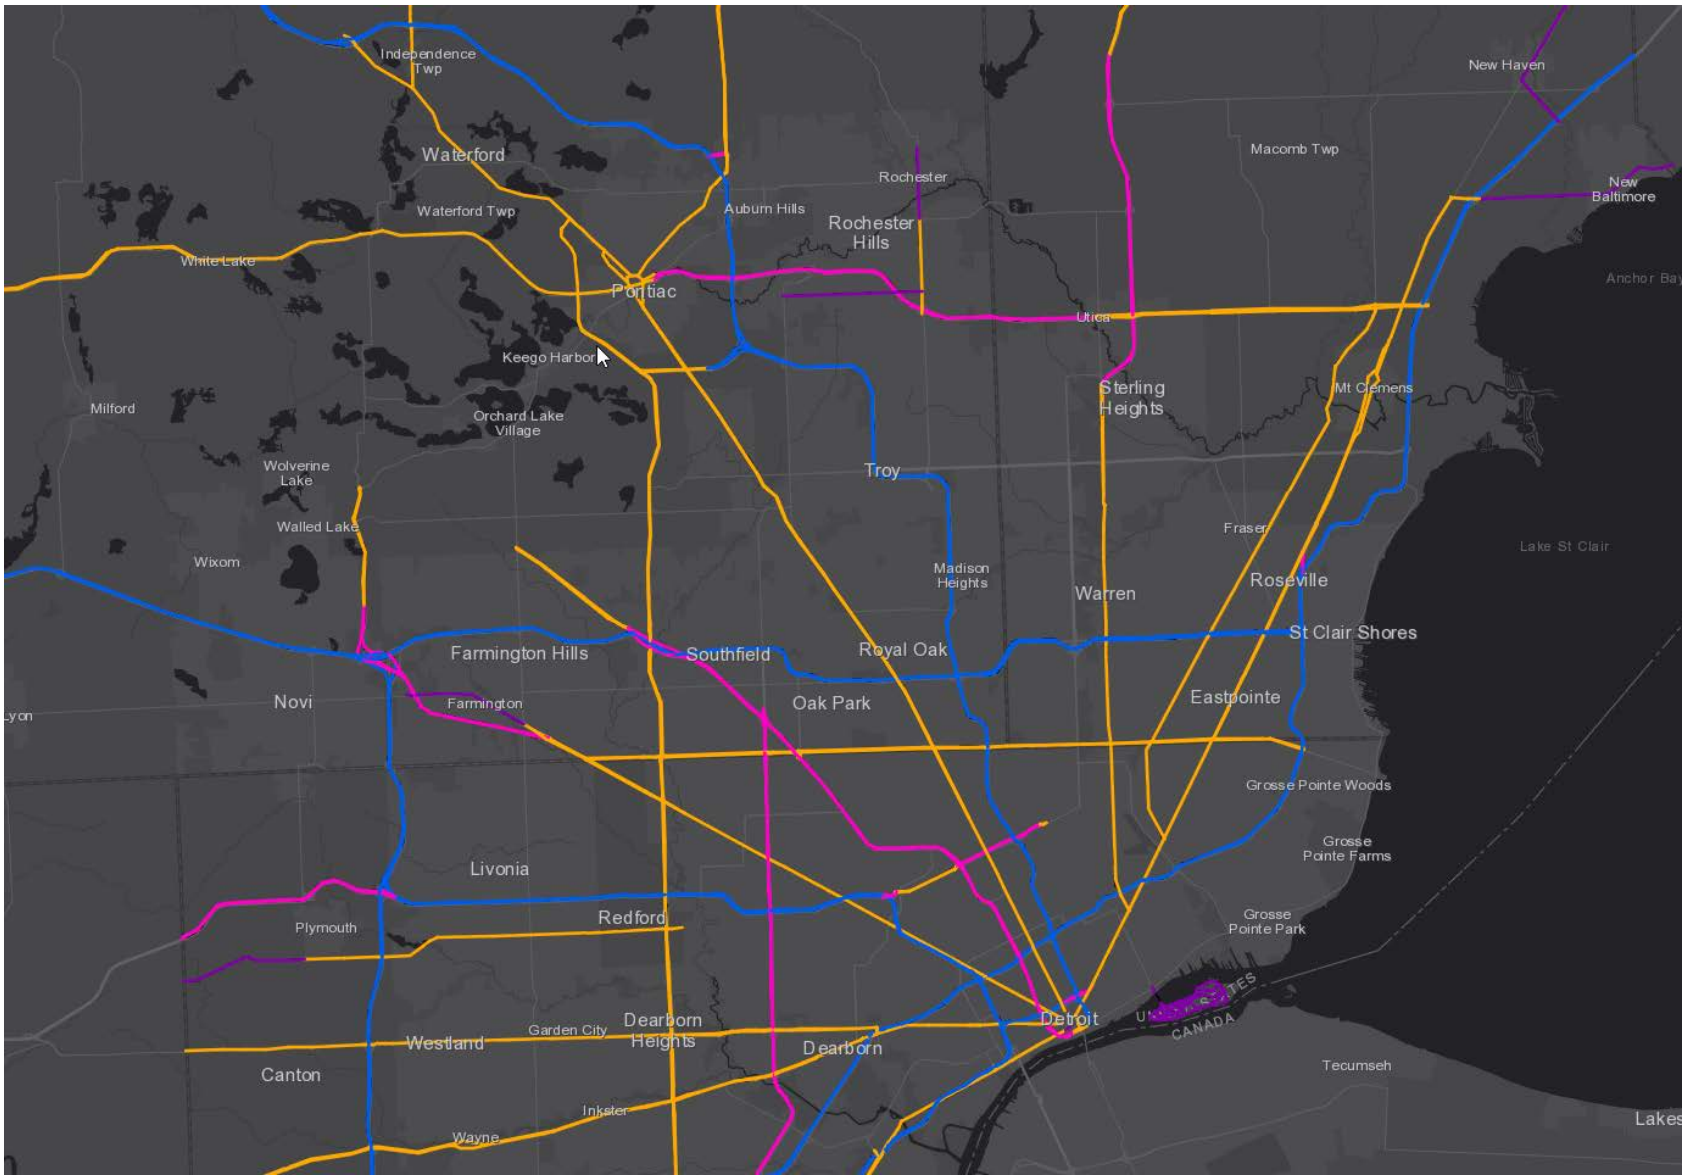 Independence
Twp
New Haven
Waterford
Macomb Twp
Rochester
New
Baltimore
Waterford Twp
Auburn Hills
Rochester
Hills
White Lake
Anchor Bay
Pontiac
Utica
Keego Harbor
Sterling
Heights
Mt Clemens
Milford
Orchard Lake
Village
Wolverine
Lake
Troy
Walled Lake
Fraser
Lake St Clair
Wixom
Madison
Heights
Roseville
Warren
St Clair Shores
Farmington Hills
Southfield
Royal Oak
Novi
Farmington
Oak Park
Eastpointe
Lyon
Grosse Pointe Woods
Grosse
Pointe Farms
Livonia
Redford
Plymouth
Grosse
Pointe Park
UNITED STATES
CANADA
Detroit
Garden City
Dearborn
Heights
Westland
Dearborn
Canton
Tecumseh
Inkster
Wayne
Lakes